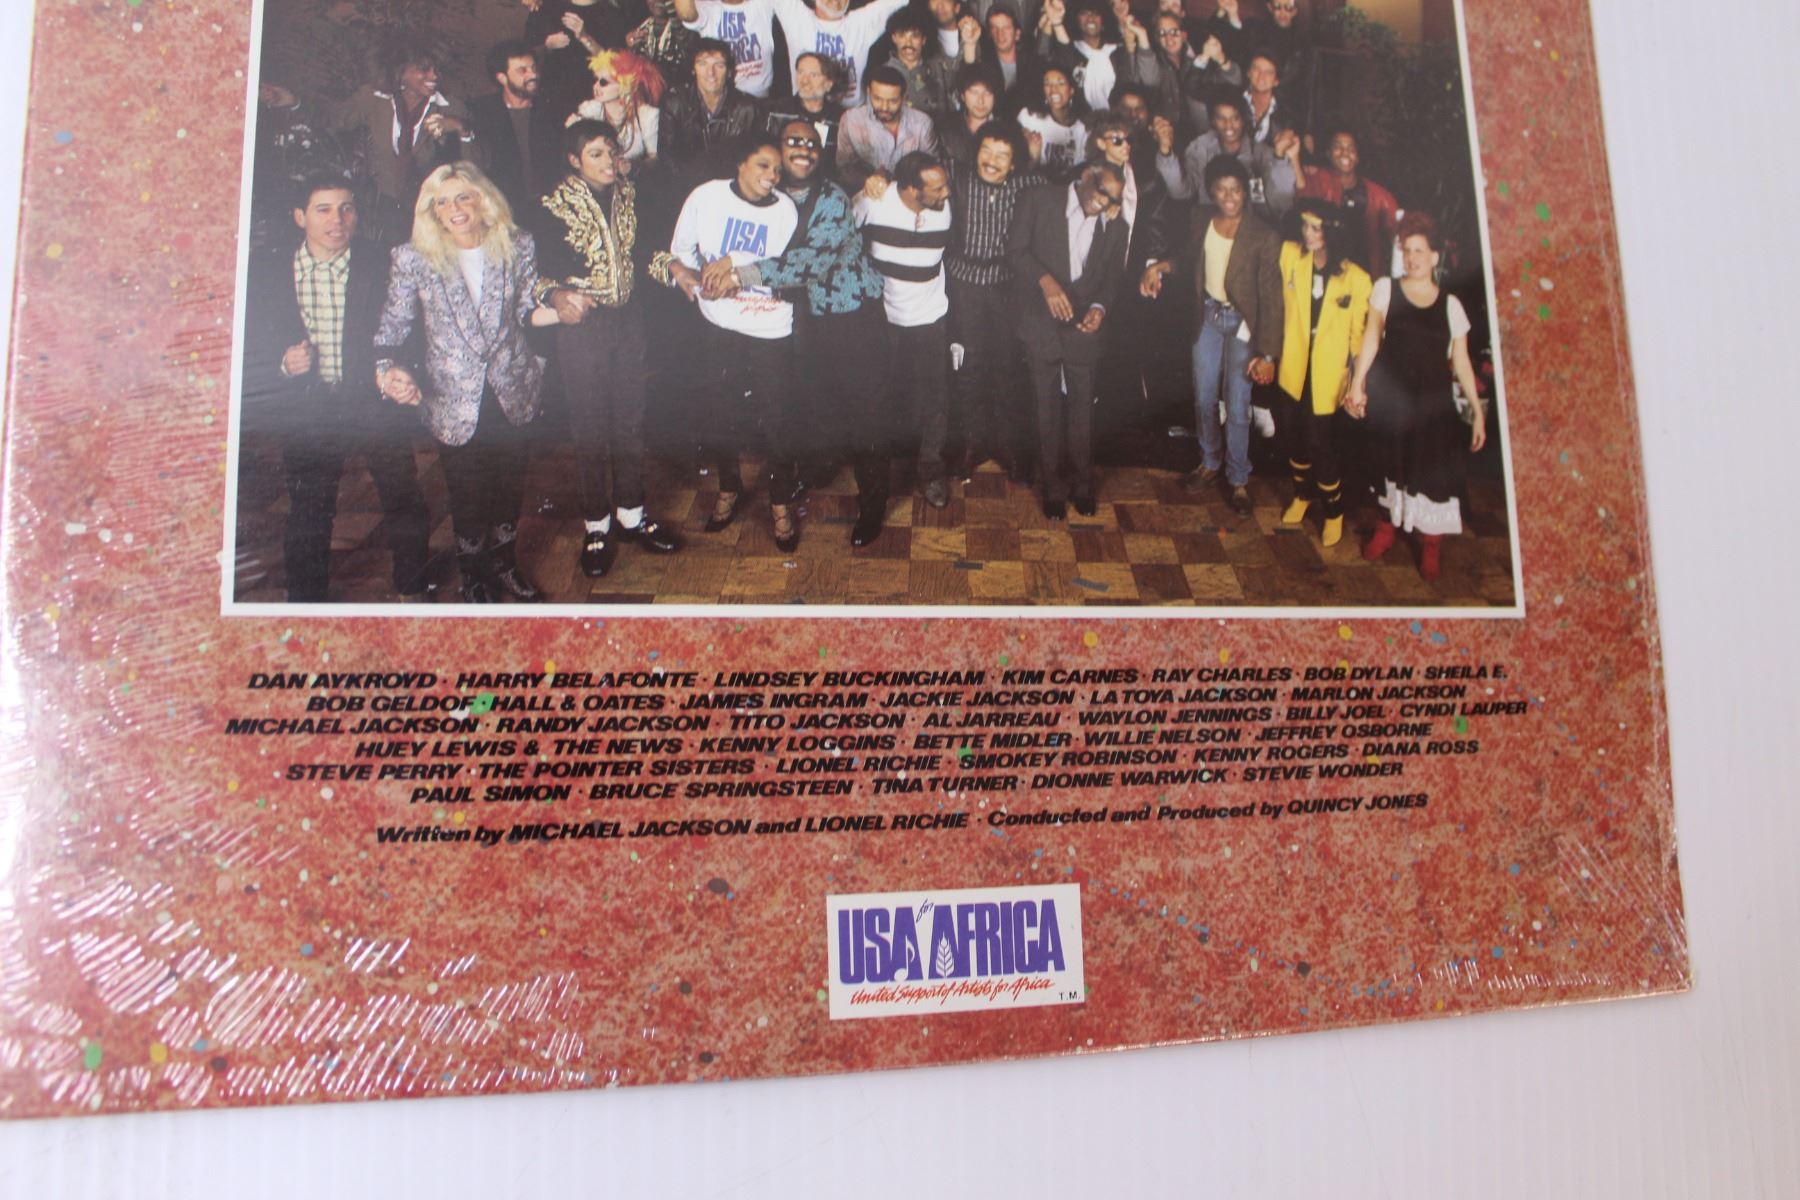 USA
AFRICA
USA
USA
DAN AYKROYD · HARRY BELAFONTE · LINDSEY BUCKINGHAM · KIM CARNES · RAY CHARLES · BOB DYLAN · SHEILA E.
BOB GELDOF · HALL & OATES · JAMES INGRAM · JACKIE JACKSON · LA TOYA JACKSON · MARLON JACKSON
MICHAEL JACKSON · RANDY JACKSON · TITO JACKSON · AL JARREAU · WAYLON JENNINGS · BILLY JOEL · CYNDI LAUPER
HUEY LEWIS & THE NEWS · KENNY LOGGINS · BETTE MIDLER · WILLIE NELSON · JEFFREY OSBORNE
STEVE PERRY · THE POINTER SISTERS · LIONEL RICHIE · SMOKEY ROBINSON · KENNY ROGERS · DIANA ROSS
PAUL SIMON · BRUCE SPRINGSTEEN · TINA TURNER · DIONNE WARWICK · STEVIE WONDER
Written by MICHAEL JACKSON and LIONEL RICHIE · Conducted and Produced by QUINCY JONES
USA for AFRICA
United Support of Artists for Africa
T.M.